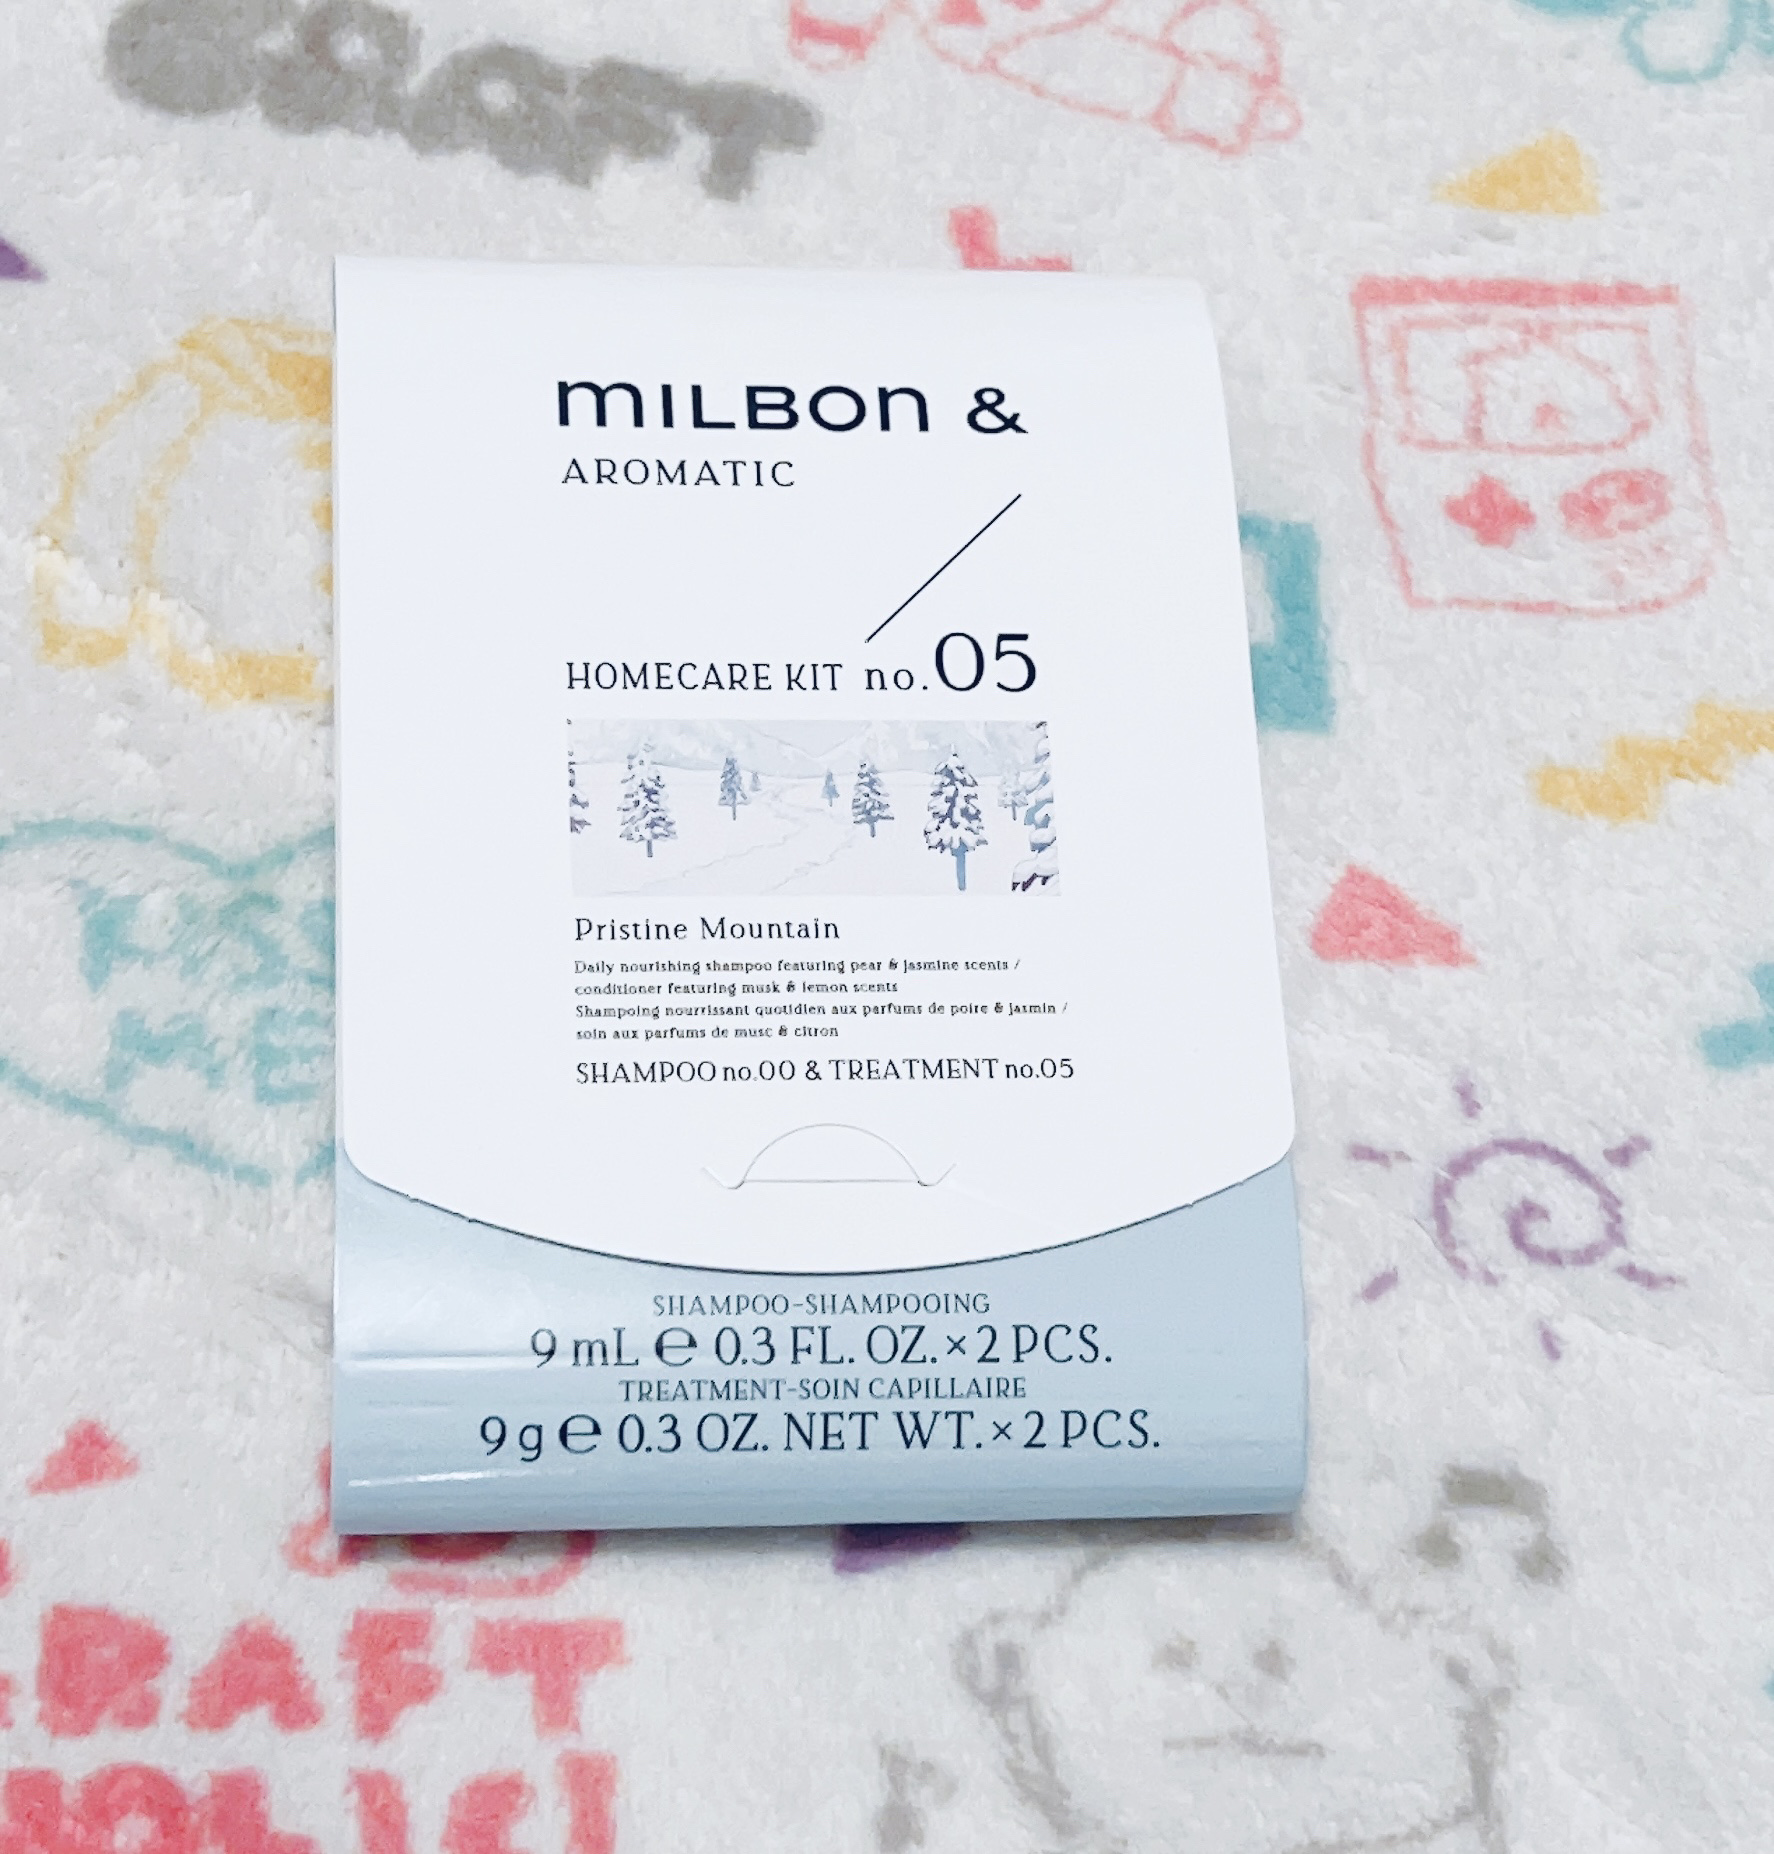 mILBon &
AROMATIC
HOMECARE KIT no.05
Pristine Mountain
Daily nourishing shampoo featuring pear & jasmine scents /
conditioner featuring musk & lemon scents
Shampoing nourrissant quotidien aux parfums de poire & jasmin /
soin aux parfums de musc & citron
SHAMPOO no.00 & TREATMENT no.05
SHAMPOO-SHAMPOOING
9 mL ℮ 0.3 FL. OZ.×2 PCS.
TREATMENT-SOIN CAPILLAIRE
9 g ℮ 0.3 OZ. NET WT.×2 PCS.
RAFT